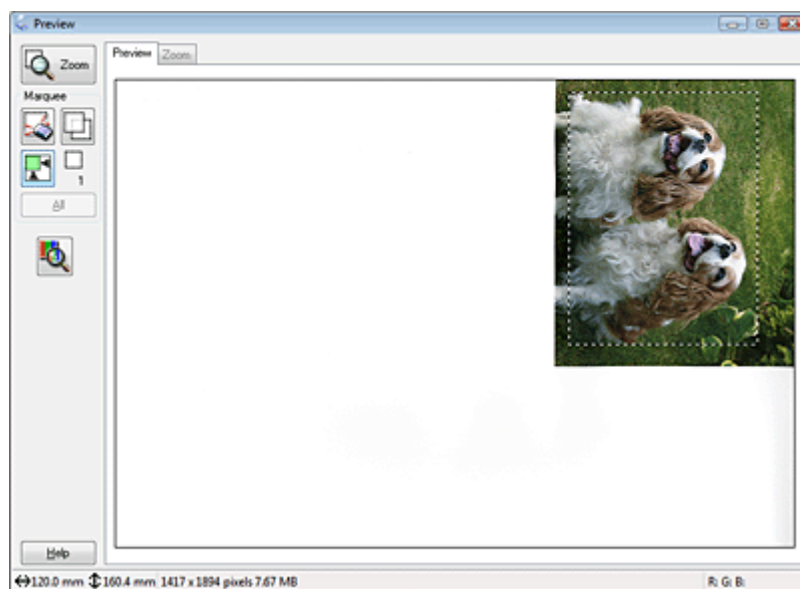 Preview
Preview Zoom
Zoom
Marquee
1
All
Help
120.0 mm 160.4 mm 1417 x 1894 pixels 7.67 MB R: G: B: